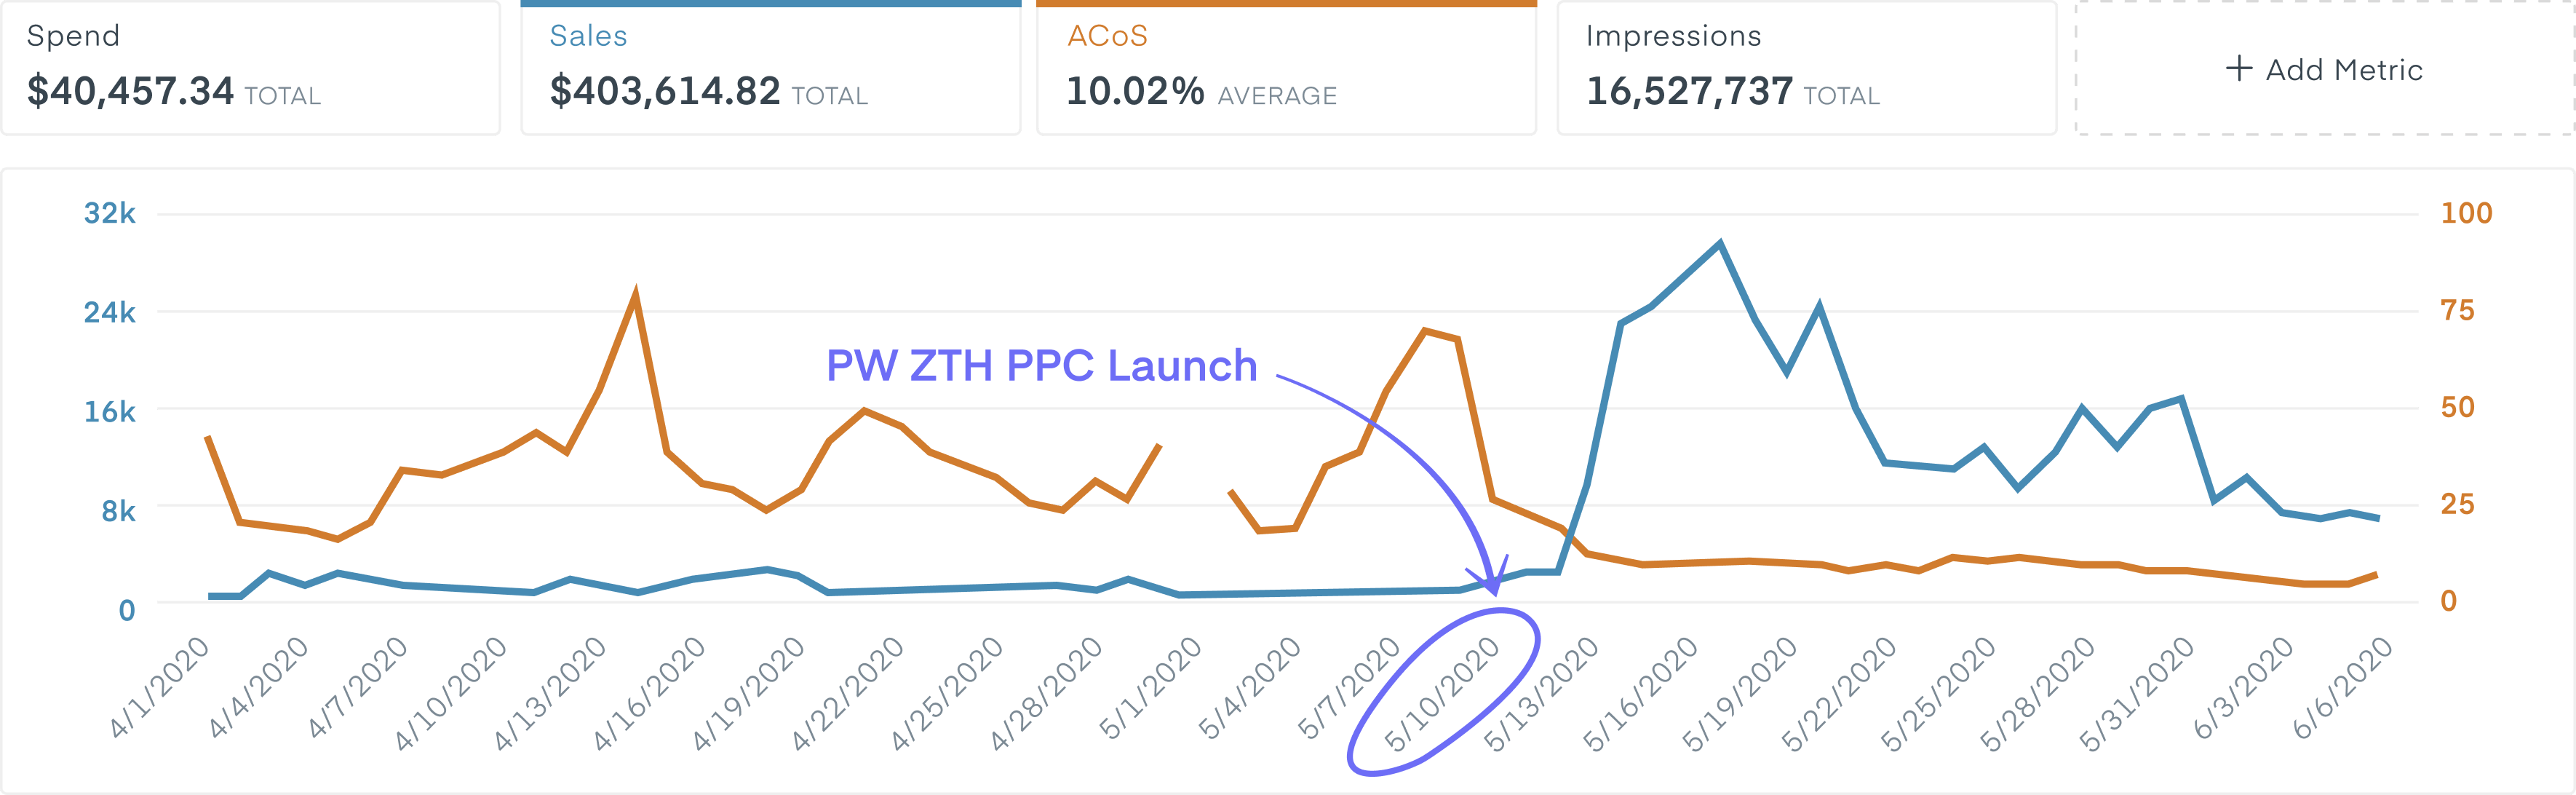 Spend
$40,457.34 TOTAL
Sales
$403,614.82 TOTAL
ACoS
10.02% AVERAGE
Impressions
16,527,737 TOTAL
+ Add Metric
32k
24k
16k
8k
0
100
75
50
25
0
PW ZTH PPC Launch
4/1/2020
4/4/2020
4/7/2020
4/10/2020
4/13/2020
4/16/2020
4/19/2020
4/22/2020
4/25/2020
4/28/2020
5/1/2020
5/4/2020
5/7/2020
5/10/2020
5/13/2020
5/16/2020
5/19/2020
5/22/2020
5/25/2020
5/28/2020
5/31/2020
6/3/2020
6/6/2020